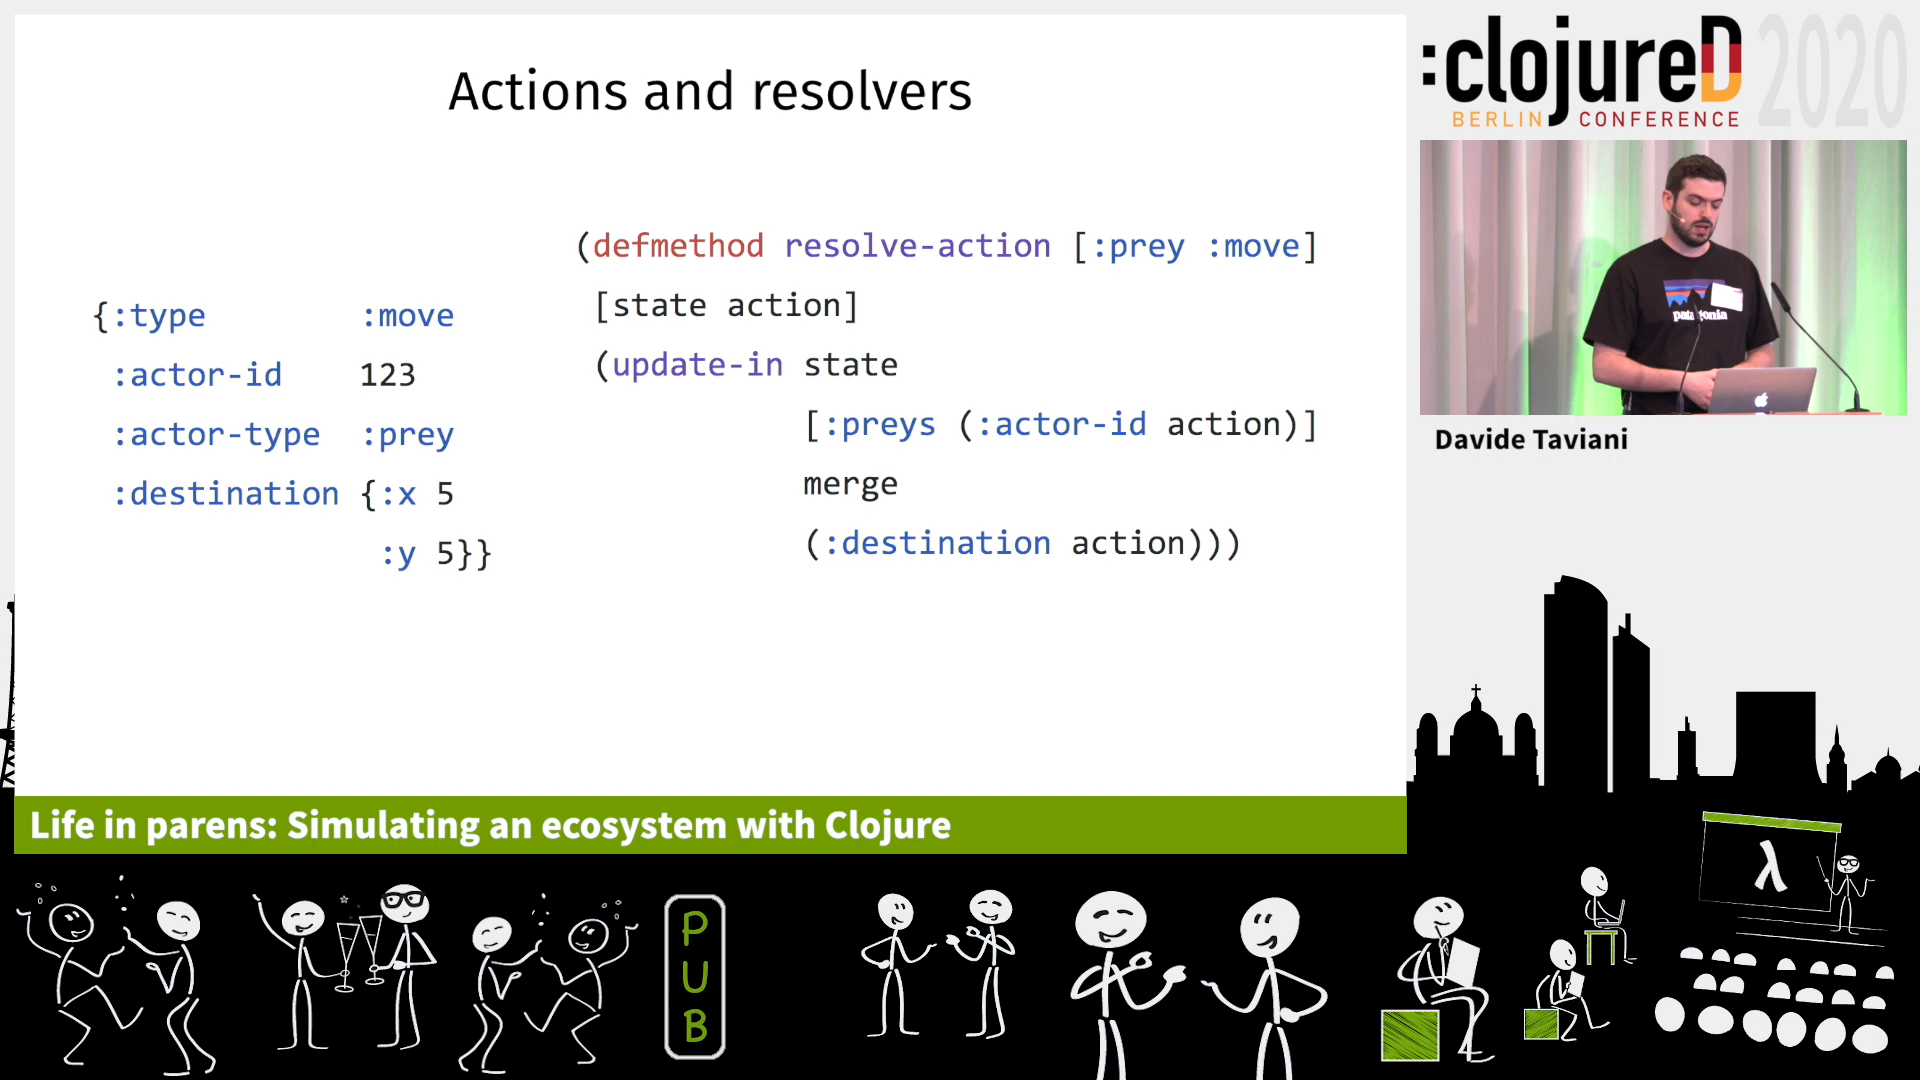 Actions and resolvers
{:type :move
:actor-id 123
:actor-type :prey
:destination {:x 5
:y 5}}
(defmethod resolve-action [:prey :move]
[state action]
(update-in state
[:preys (:actor-id action)]
merge
(:destination action)))
:clojureD 2020
BERLIN CONFERENCE
patagonia
Davide Taviani
Life in parens: Simulating an ecosystem with Clojure
PUB
λ